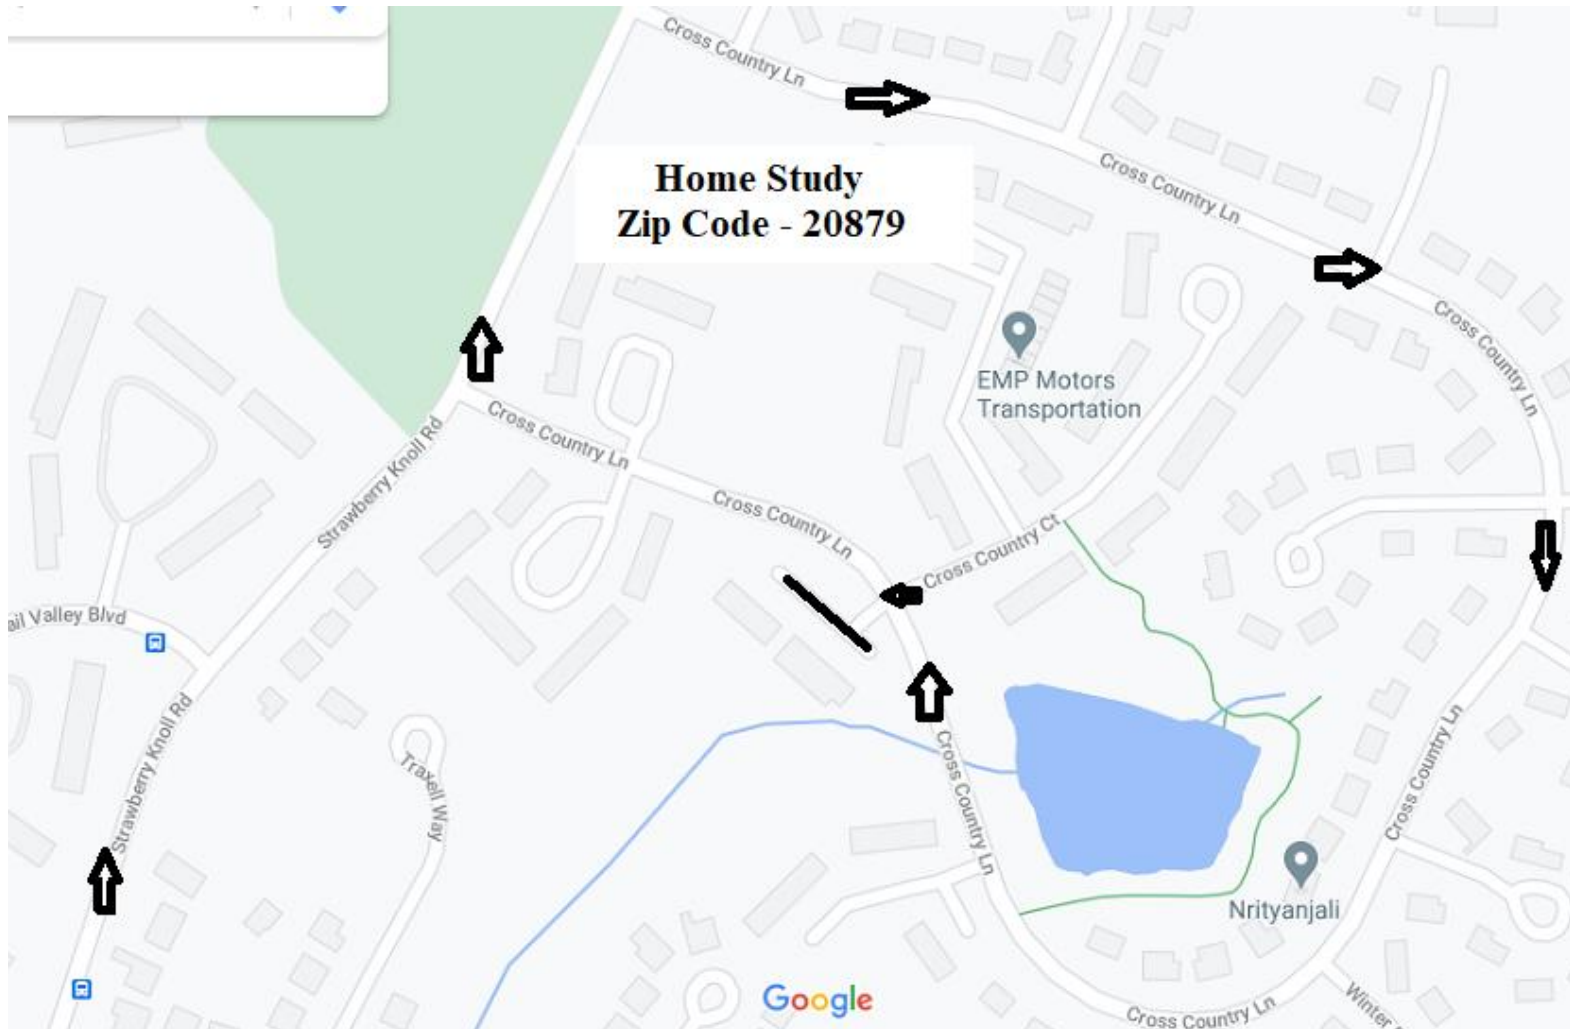 Cross Country Ln
Home Study
Zip Code - 20879
Cross Country Ln
Cross Country Ln
EMP Motors
Transportation
Cross Country Ln
Strawberry Knoll Rd
Cross Country Ln
Cross Country Ct
Valley Blvd
Strawberry Knoll Rd
Traxell Way
Cross Country Ln
Cross Country Ln
Nrityanjali
Google
Cross Country Ln
Winter